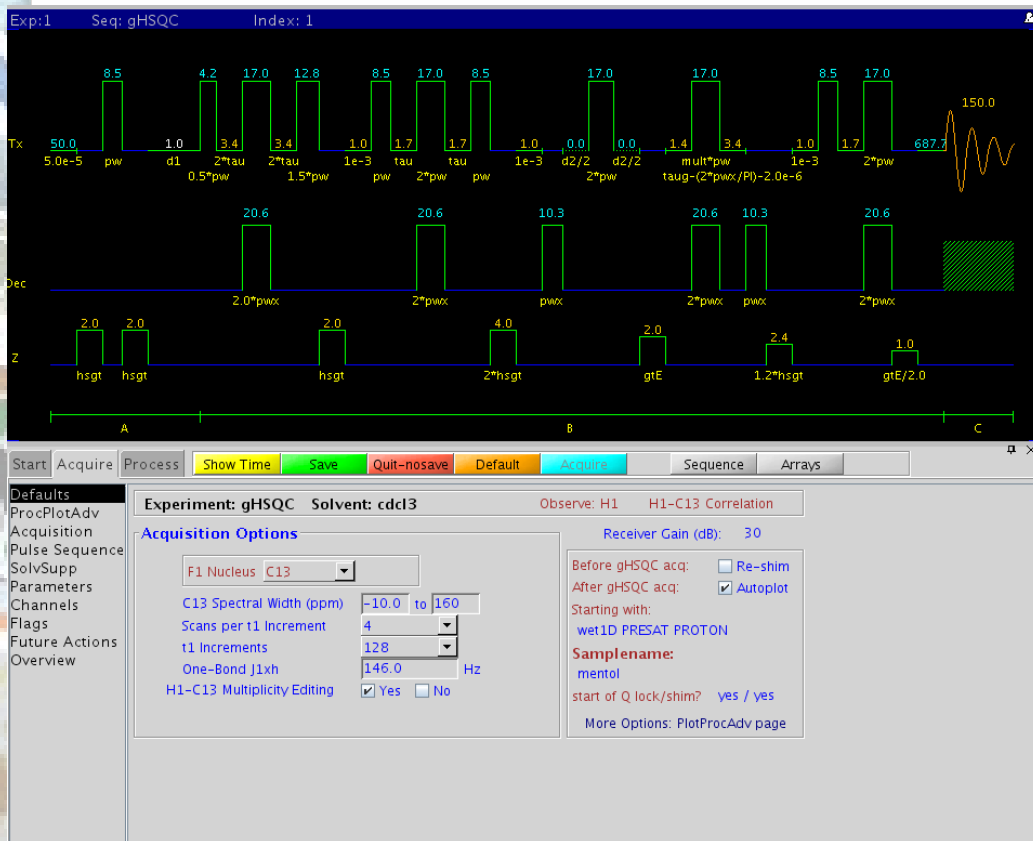 Exp:1 Seq: gHSQC Index: 1 &
8.5 4.2 17.0 12.8 8.5 17.0 8.5 17.0 17.0 8.5 17.0
150.0
Tx 50.0 1.0 3.4 3.4 1.0 1.7 1.7 1.0 0.0 0.0 1.4 3.4 1.0 1.7 687.7
5.0e-5 pw d1 2*tau 2*tau 1e-3 tau tau 1e-3 d2/2 d2/2 mult*pw 1e-3 2*pw
0.5*pw 1.5*pw pw 2*pw pw 2*pw taug-(2*pwx/PI)-2.0e-6
20.6 20.6 10.3 20.6 10.3 20.6
Dec
2.0*pwx 2*pwx pwx 2*pwx pwx 2*pwx
2.0 2.0 2.0 4.0 2.0 2.4 1.0
Z
hsgt hsgt hsgt 2*hsgt gtE 1.2*hsgt gtE/2.0
A B C
Start Acquire Process Show Time Save Quit-nosave Default Acquire Sequence Arrays
Defaults
ProcPlotAdv
Acquisition
Pulse Sequence
SolvSupp
Parameters
Channels
Flags
Future Actions
Overview
Experiment: gHSQC Solvent: cdcl3 Observe: H1 H1-C13 Correlation
Acquisition Options
F1 Nucleus C13
C13 Spectral Width (ppm) -10.0 to 160
Scans per t1 Increment 4
t1 Increments 128
One-Bond J1xh 146.0 Hz
H1-C13 Multiplicity Editing Yes No
Receiver Gain (dB): 30
Before gHSQC acq: Re-shim
After gHSQC acq: Autoplot
Starting with:
wet1D PRESAT PROTON
Samplename:
mentol
start of Q lock/shim? yes / yes
More Options: PlotProcAdv page